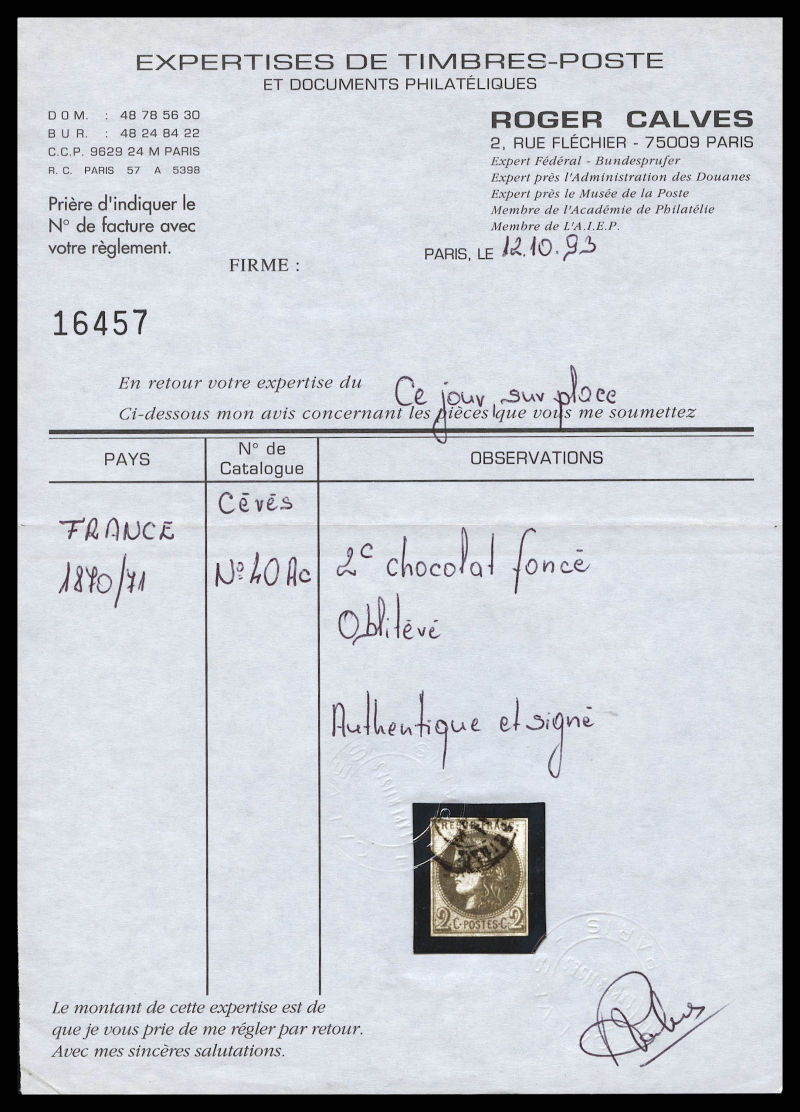 EXPERTISES DE TIMBRES-POSTE
ET DOCUMENTS PHILATÉLIQUES
DOM. : 48 78 56 30
BUR. : 48 24 84 22
C.C.P. 9629 24 M PARIS
R. C. PARIS 57 A 5398
Prière d'indiquer le
N° de facture avec
votre règlement.
ROGER CALVES
2, RUE FLÉCHIER - 75009 PARIS
Expert Fédéral - Bundesprufer
Expert près l'Administration des Douanes
Expert près le Musée de la Poste
Membre de l'Académie de Philatélie
Membre de L'A.I.E.P.
PARIS, LE 12.10.93
FIRME :
16457
En retour votre expertise du Ce jour, sur place
Ci-dessous mon avis concernant les pièces que vous me soumettez
PAYS
N° de Catalogue
OBSERVATIONS
Cérès
FRANCE
1870/71
N° 40Ac
2c chocolat foncé
Oblitéré
Authentique et signé
REPUB. FRANC.
2 C. POSTES C. 2
PARIS
Le montant de cette expertise est de
que je vous prie de me régler par retour.
Avec mes sincères salutations.